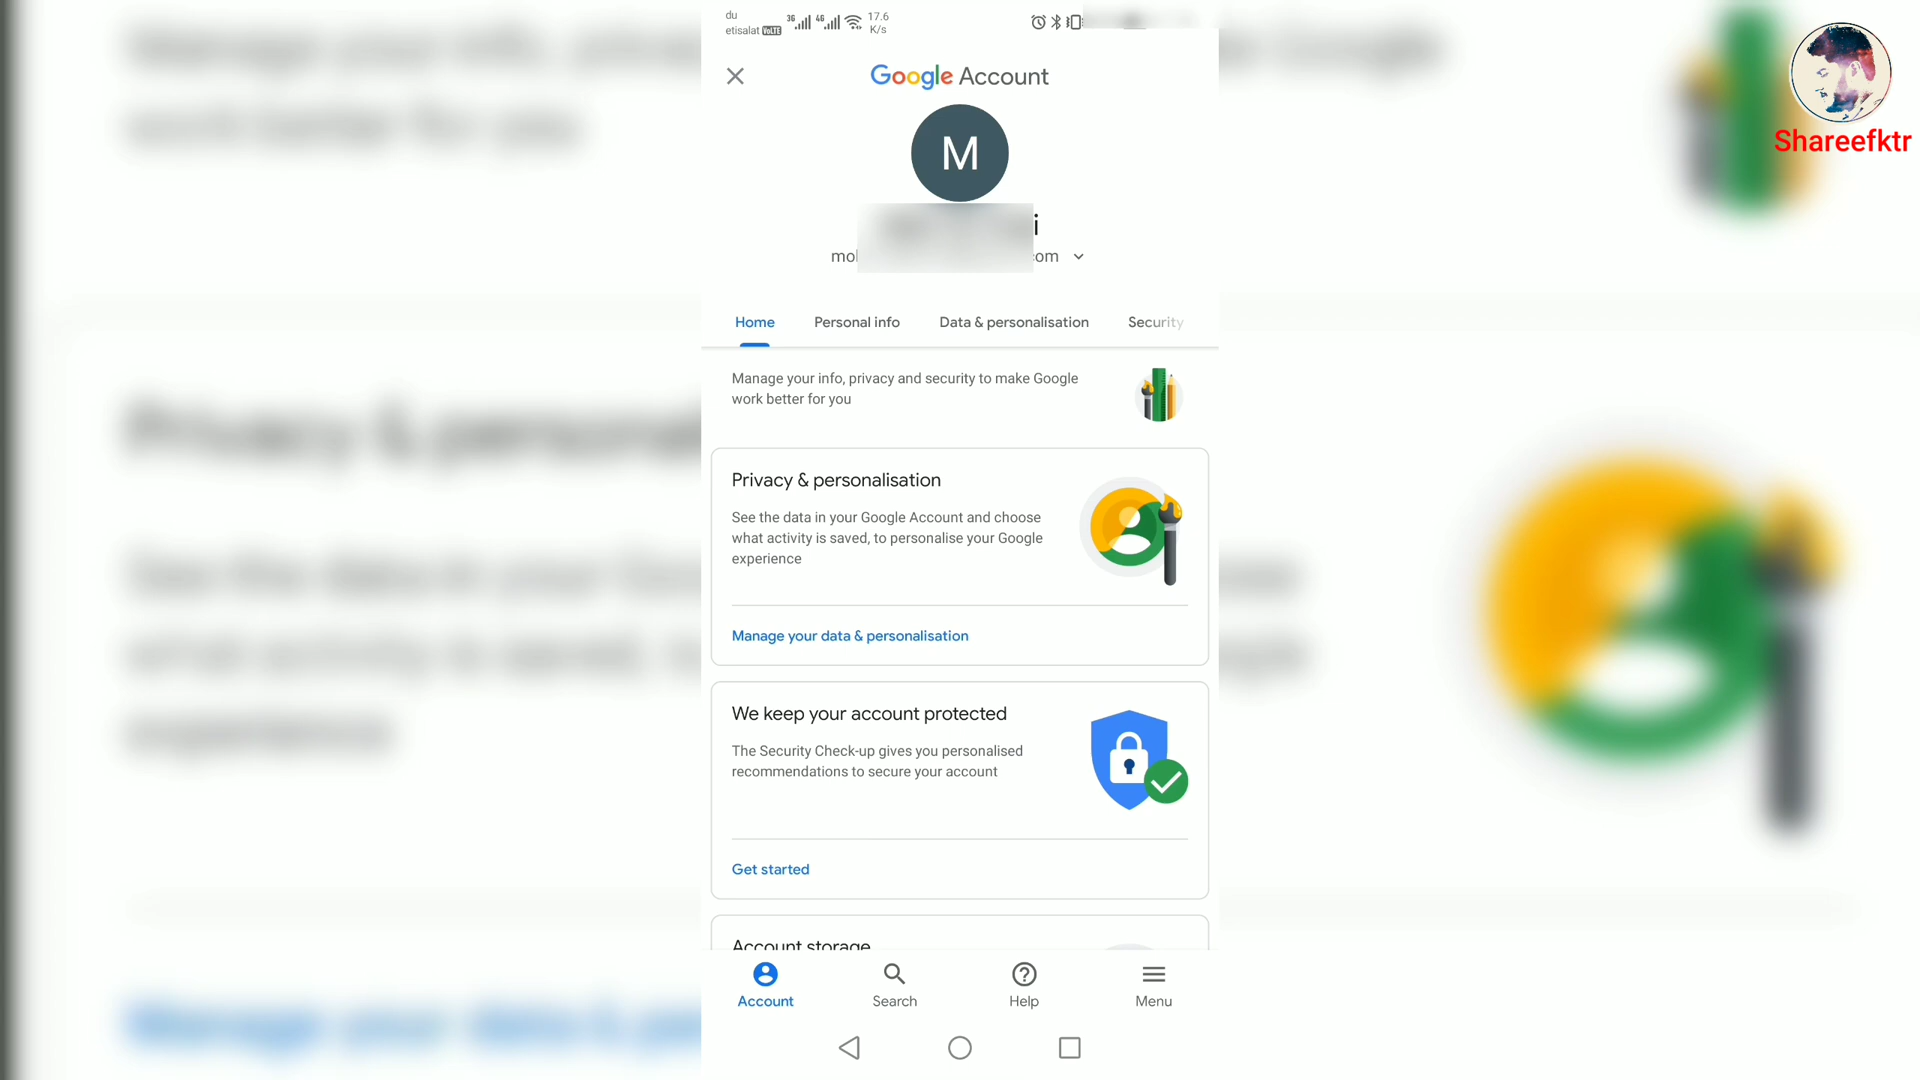 du
etisalat VoLTE
3G 4G 17.6
K/s
Google Account
M
i
mol com
Home Personal info Data & personalisation Security
Manage your info, privacy and security to make Google
work better for you
Privacy & personalisation
See the data in your Google Account and choose
what activity is saved, to personalise your Google
experience
Manage your data & personalisation
We keep your account protected
The Security Check-up gives you personalised
recommendations to secure your account
Get started
Account storage
Account Search Help Menu
Shareefktr